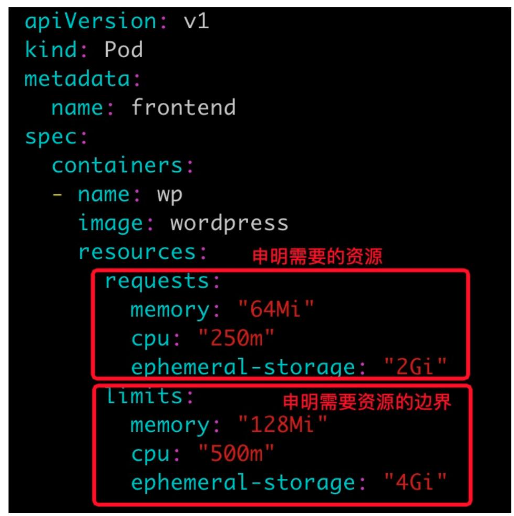 apiVersion: v1
kind: Pod
metadata:
  name: frontend
spec:
  containers:
  - name: wp
    image: wordpress
    resources: 申明需要的资源
      requests:
        memory: "64Mi"
        cpu: "250m"
        ephemeral-storage: "2Gi"
      limits: 申明需要资源的边界
        memory: "128Mi"
        cpu: "500m"
        ephemeral-storage: "4Gi"